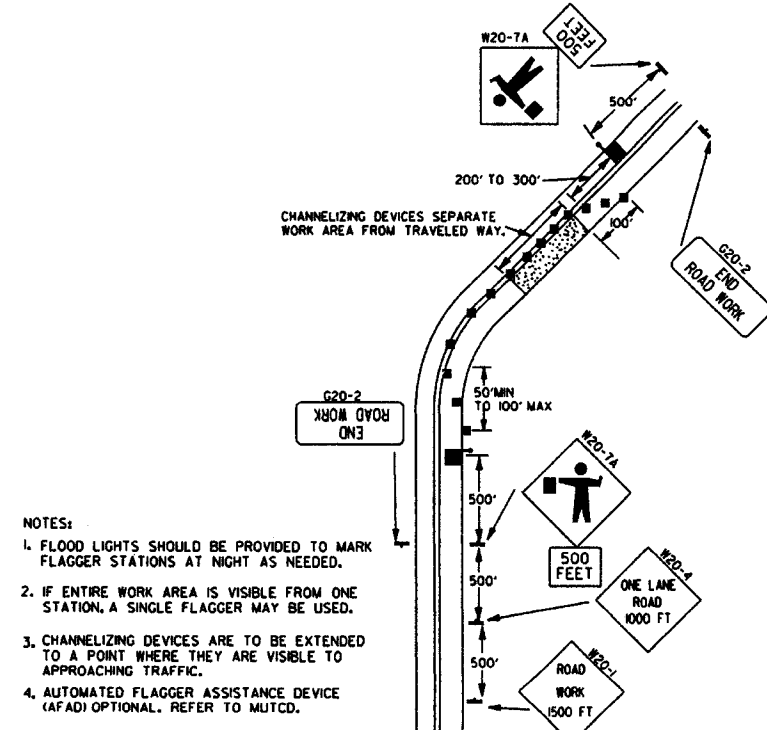 W20-7A
500
FEET
500'
200' TO 300'
CHANNELIZING DEVICES SEPARATE
WORK AREA FROM TRAVELED WAY.
100'
G20-2
END
ROAD WORK
G20-2
END
ROAD WORK
50'MIN
TO 100' MAX
W20-7A
500'
500
FEET
500'
W20-4
ONE LANE
ROAD
1000 FT
500'
W20-1
ROAD
WORK
1500 FT
NOTES:
1. FLOOD LIGHTS SHOULD BE PROVIDED TO MARK
FLAGGER STATIONS AT NIGHT AS NEEDED.
2. IF ENTIRE WORK AREA IS VISIBLE FROM ONE
STATION, A SINGLE FLAGGER MAY BE USED.
3. CHANNELIZING DEVICES ARE TO BE EXTENDED
TO A POINT WHERE THEY ARE VISIBLE TO
APPROACHING TRAFFIC.
4. AUTOMATED FLAGGER ASSISTANCE DEVICE
(AFAD) OPTIONAL. REFER TO MUTCD.